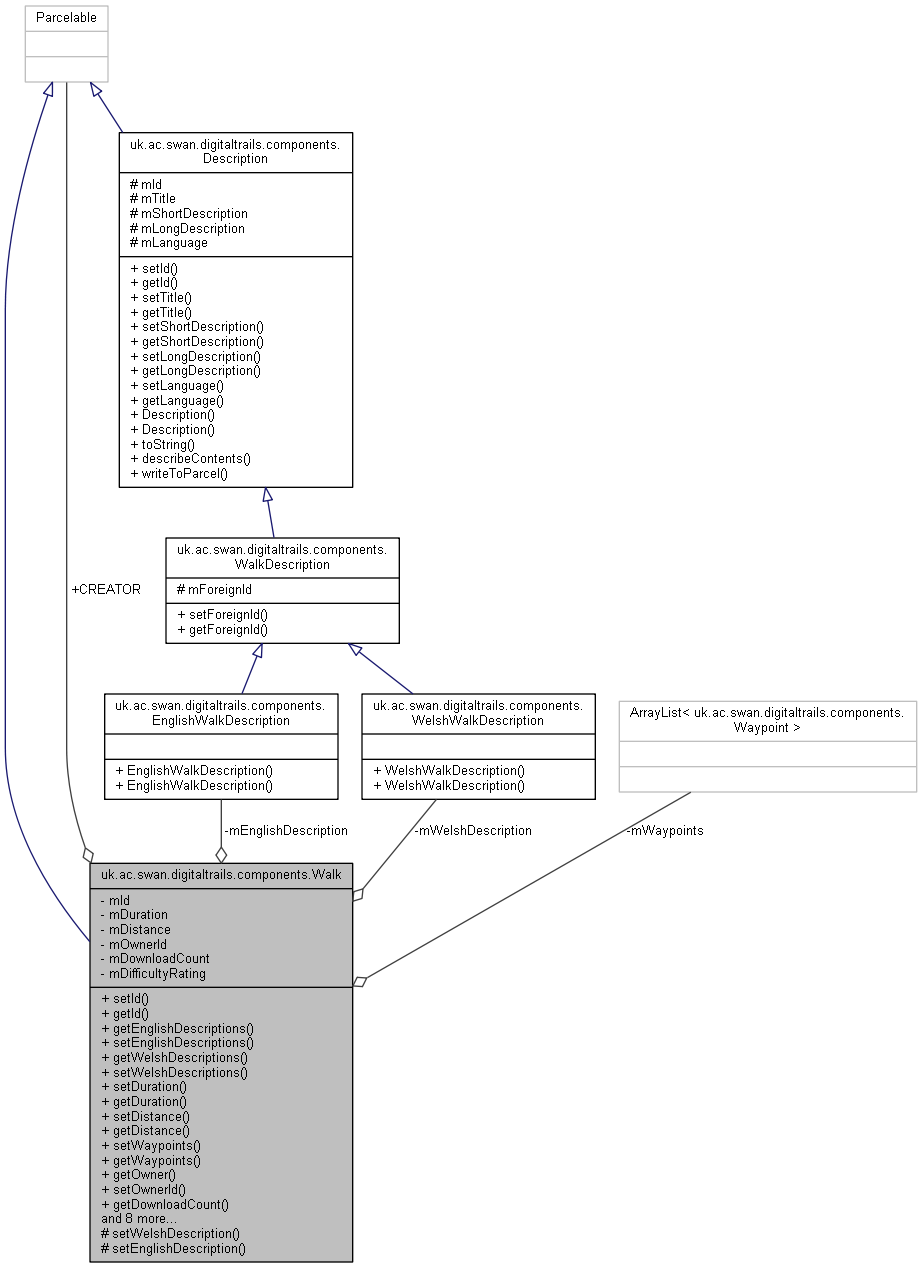 Parcelable
uk.ac.swan.digitaltrails.components.
Description
# mId
# mTitle
# mShortDescription
# mLongDescription
# mLanguage
+ setId()
+ getId()
+ setTitle()
+ getTitle()
+ setShortDescription()
+ getShortDescription()
+ setLongDescription()
+ getLongDescription()
+ setLanguage()
+ getLanguage()
+ Description()
+ Description()
+ toString()
+ describeContents()
+ writeToParcel()
uk.ac.swan.digitaltrails.components.
WalkDescription
# mForeignId
+ setForeignId()
+ getForeignId()
+CREATOR
uk.ac.swan.digitaltrails.components.
EnglishWalkDescription
+ EnglishWalkDescription()
+ EnglishWalkDescription()
uk.ac.swan.digitaltrails.components.
WelshWalkDescription
+ WelshWalkDescription()
+ WelshWalkDescription()
ArrayList< uk.ac.swan.digitaltrails.components.
Waypoint >
-mEnglishDescription
-mWelshDescription
-mWaypoints
uk.ac.swan.digitaltrails.components.Walk
- mId
- mDuration
- mDistance
- mOwnerId
- mDownloadCount
- mDifficultyRating
+ setId()
+ getId()
+ getEnglishDescriptions()
+ setEnglishDescriptions()
+ getWelshDescriptions()
+ setWelshDescriptions()
+ setDuration()
+ getDuration()
+ setDistance()
+ getDistance()
+ setWaypoints()
+ getWaypoints()
+ getOwner()
+ setOwnerId()
+ getDownloadCount()
and 8 more...
# setWelshDescription()
# setEnglishDescription()